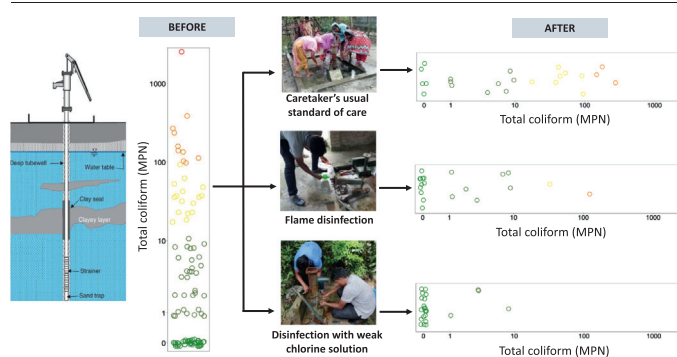 BEFORE
AFTER
Total coliform (MPN)
1000
100
10
1
0
Deep tubewell
Water table
Clay seal
Clayey layer
Strainer
Sand trap
Caretaker's usual
standard of care
Flame disinfection
Disinfection with weak
chlorine solution
0 1 10 100 1000
Total coliform (MPN)
0 1 10 100 1000
Total coliform (MPN)
0 1 10 100 1000
Total coliform (MPN)